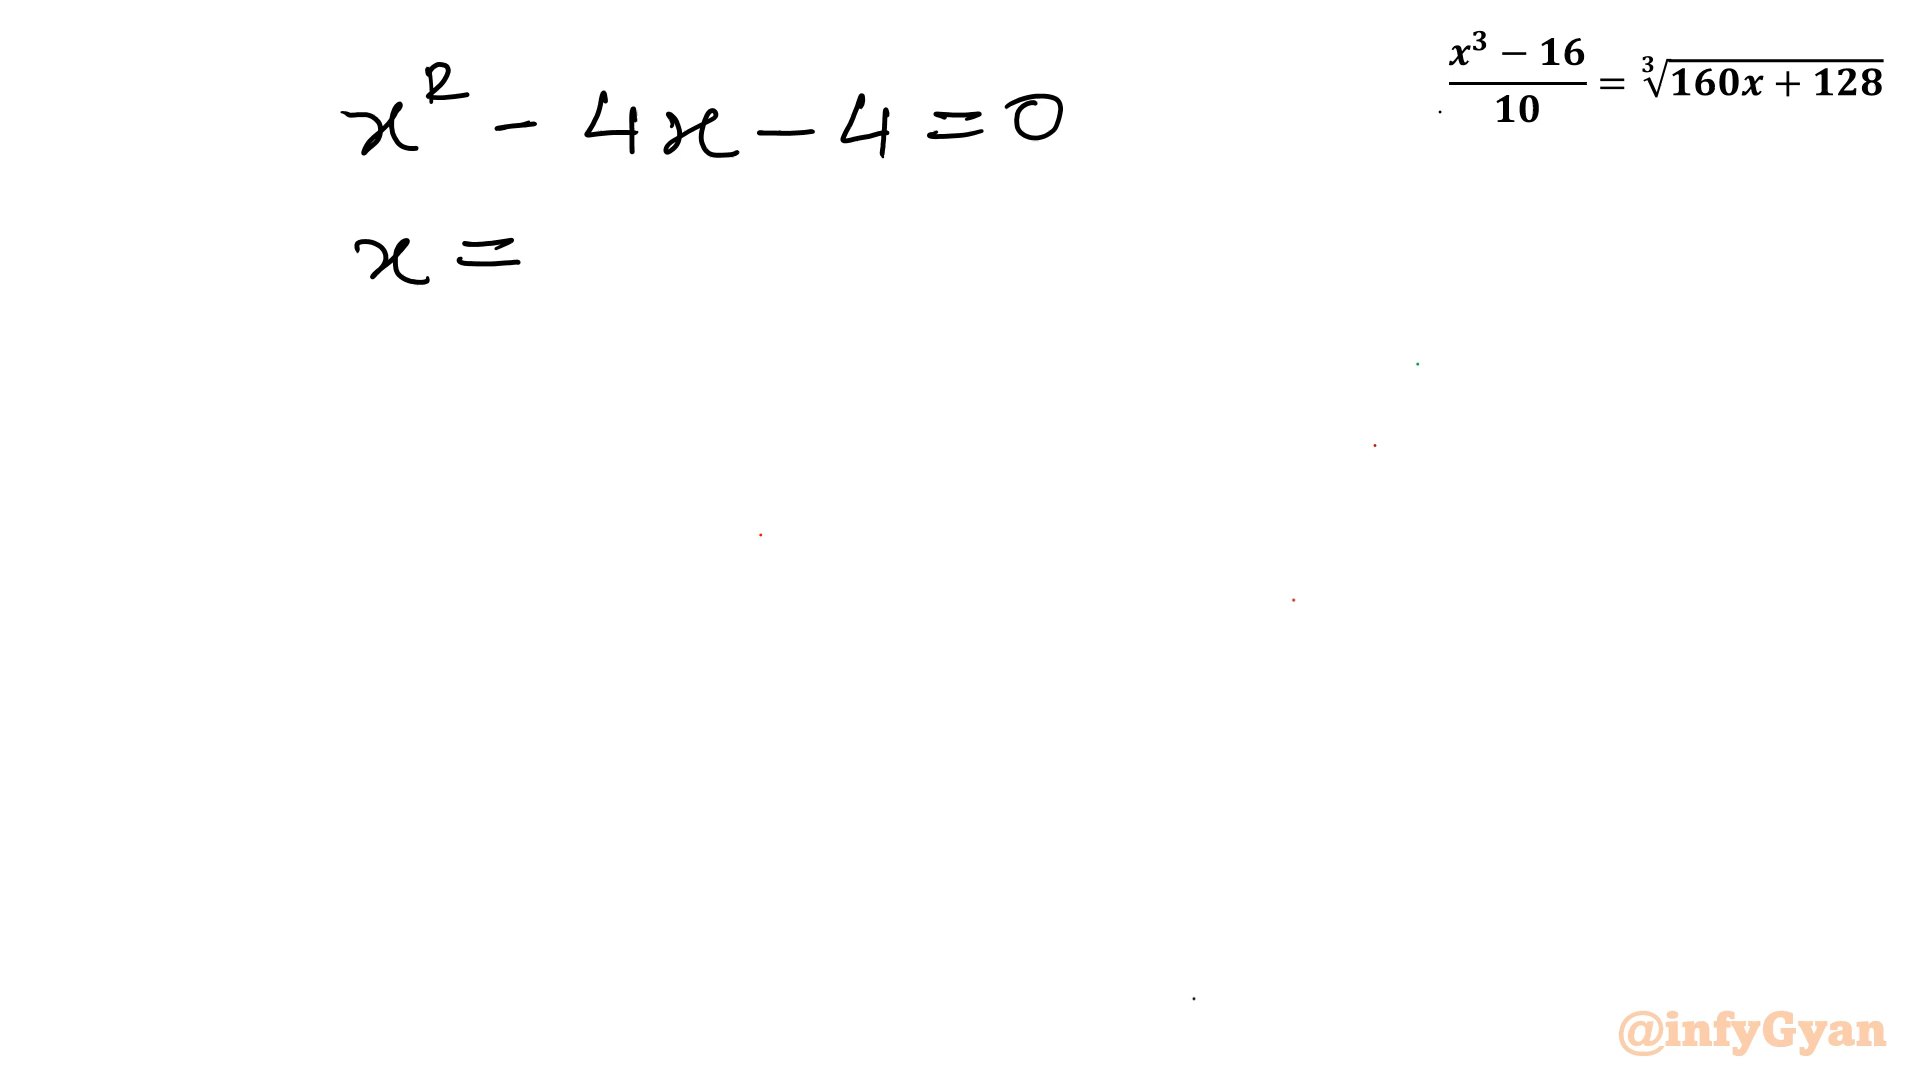 x² - 4x - 4 = 0
x =
(x³ - 16)/10 = ∛(160x + 128)
@infyGyan